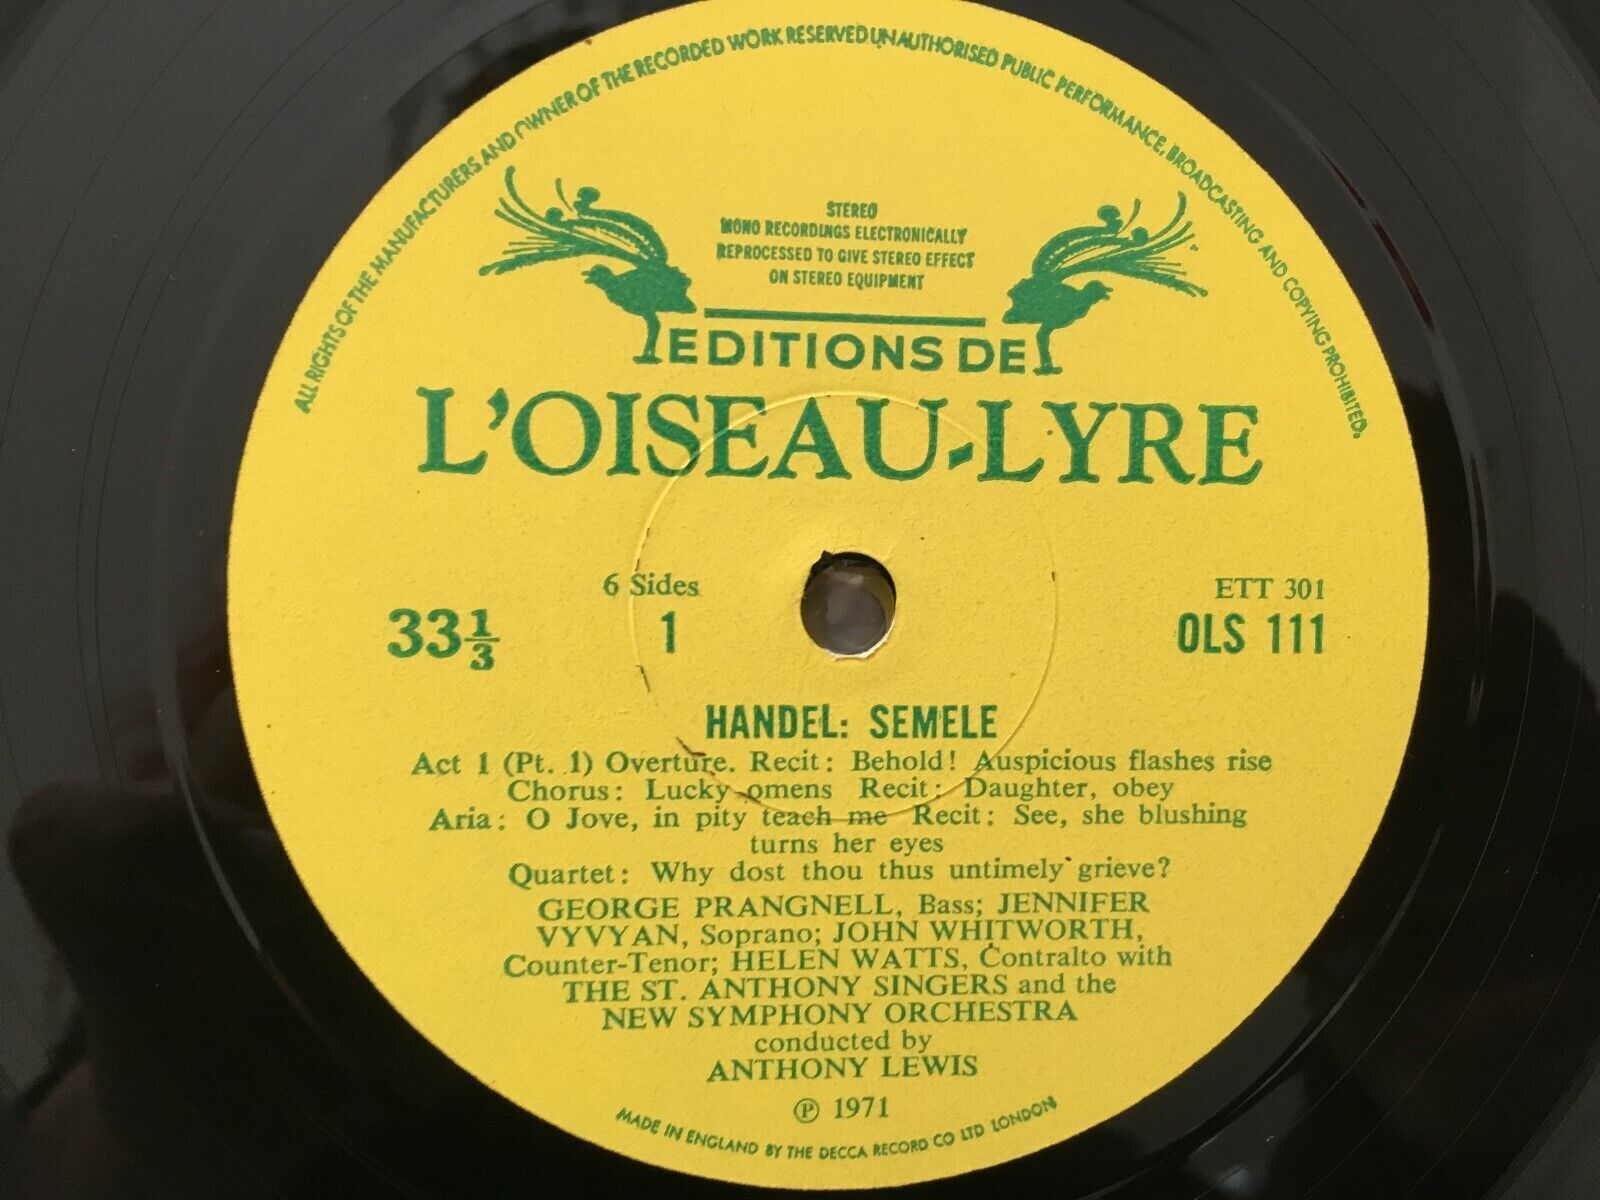 ALL RIGHTS OF THE MANUFACTURERS AND OWNER OF THE RECORDED WORK RESERVED UNAUTHORISED PUBLIC PERFORMANCE, BROADCASTING AND COPYING PROHIBITED.
STEREO
MONO RECORDINGS ELECTRONICALLY
REPROCESSED TO GIVE STEREO EFFECT
ON STEREO EQUIPMENT
EDITIONS DE
L'OISEAU-LYRE
6 Sides
ETT 301
33 1/3
1
OLS 111
HANDEL: SEMELE
Act 1 (Pt. 1) Overture. Recit: Behold! Auspicious flashes rise
Chorus: Lucky omens Recit: Daughter, obey
Aria: O Jove, in pity teach me Recit: See, she blushing
turns her eyes
Quartet: Why dost thou thus untimely grieve?
GEORGE PRANGNELL, Bass; JENNIFER
VYVYAN, Soprano; JOHN WHITWORTH,
Counter-Tenor; HELEN WATTS, Contralto with
THE ST. ANTHONY SINGERS and the
NEW SYMPHONY ORCHESTRA
conducted by
ANTHONY LEWIS
℗ 1971
MADE IN ENGLAND BY THE DECCA RECORD CO LTD LONDON